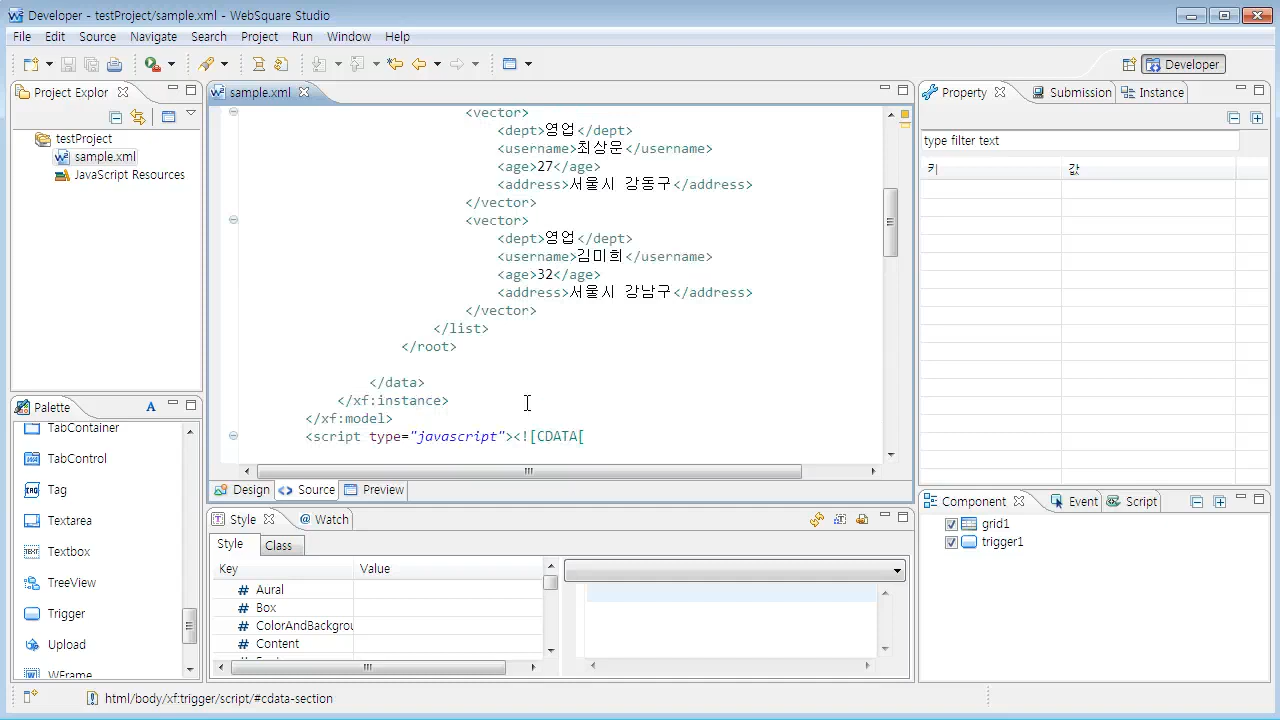 Developer - testProject/sample.xml - WebSquare Studio
File Edit Source Navigate Search Project Run Window Help
Developer
Project Explor
testProject
sample.xml
JavaScript Resources
Palette
A
TabContainer
TabControl
Tag
Textarea
Textbox
TreeView
Trigger
Upload
WFrame
sample.xml
<vector>
<dept>영업</dept>
<username>최상운</username>
<age>27</age>
<address>서울시 강동구</address>
</vector>
<vector>
<dept>영업</dept>
<username>김미희</username>
<age>32</age>
<address>서울시 강남구</address>
</vector>
</list>
</root>
</data>
</xf:instance>
</xf:model>
<script type="javascript"><![CDATA[
Design Source Preview
Style Watch
Style Class
Key Value
# Aural
# Box
# ColorAndBackgrou
# Content
Property Submission Instance
type filter text
키 값
Component Event Script
grid1
trigger1
html/body/xf:trigger/script/#cdata-section